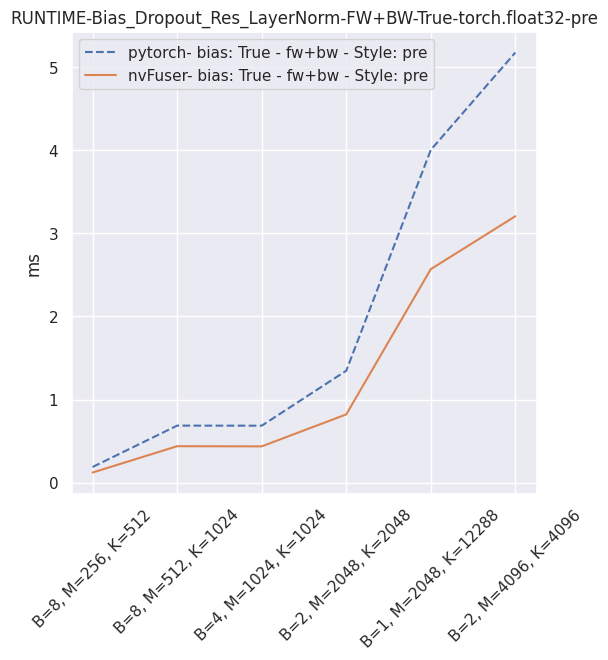 RUNTIME-Bias_Dropout_Res_LayerNorm-FW+BW-True-torch.float32-pre
pytorch- bias: True - fw+bw - Style: pre
nvFuser- bias: True - fw+bw - Style: pre
5
4
3
2
1
0
ms
B=8, M=256, K=512
B=8, M=512, K=1024
B=4, M=1024, K=1024
B=2, M=2048, K=2048
B=1, M=2048, K=12288
B=2, M=4096, K=4096